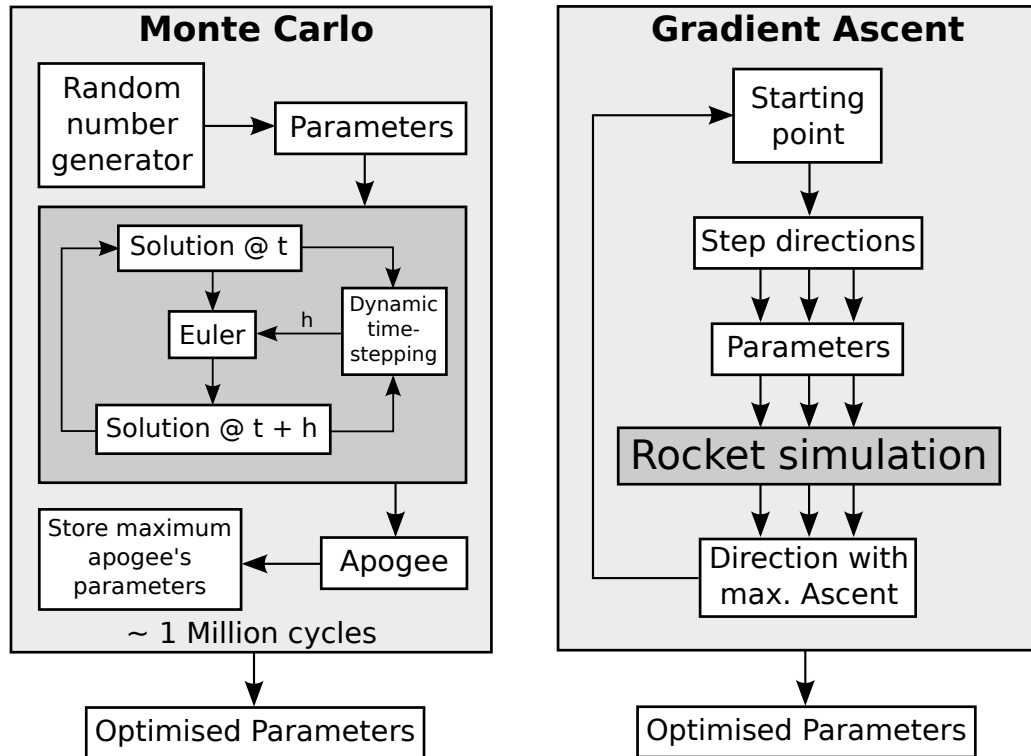 Monte Carlo
Random
number
generator
Parameters
Solution @ t
Dynamic
time-
stepping
h
Euler
Solution @ t + h
Store maximum
apogee's
parameters
Apogee
~ 1 Million cycles
Optimised Parameters
Gradient Ascent
Starting
point
Step directions
Parameters
Rocket simulation
Direction with
max. Ascent
Optimised Parameters